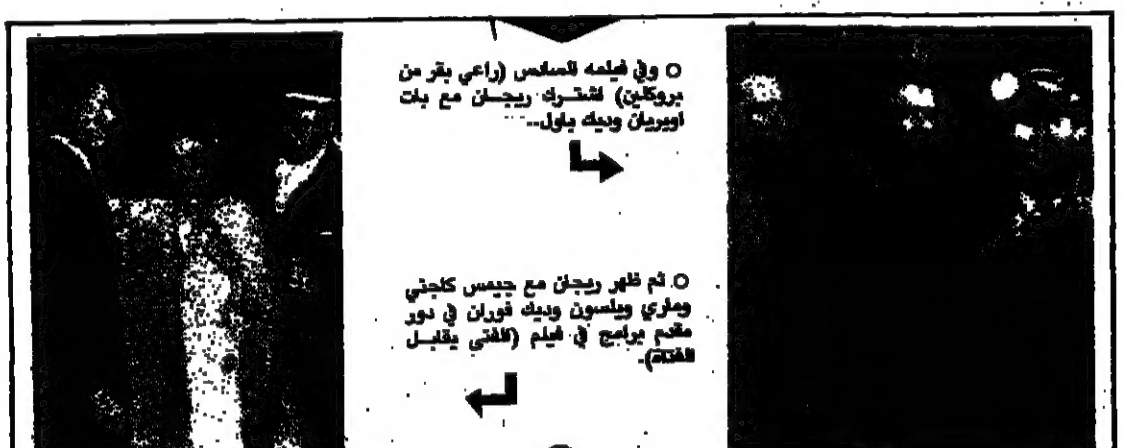 ○ وفي فيلمه السادس (راعي بقر من
بروكلين) اشترك ريجان مع بات
اوبريان وديك باول..
○ ثم ظهر ريجان مع جيمس كاجني
وماري ويلسون وديك فوران في دور
مقدم برامج في فيلم (الفتى يقابل
الفتاة).